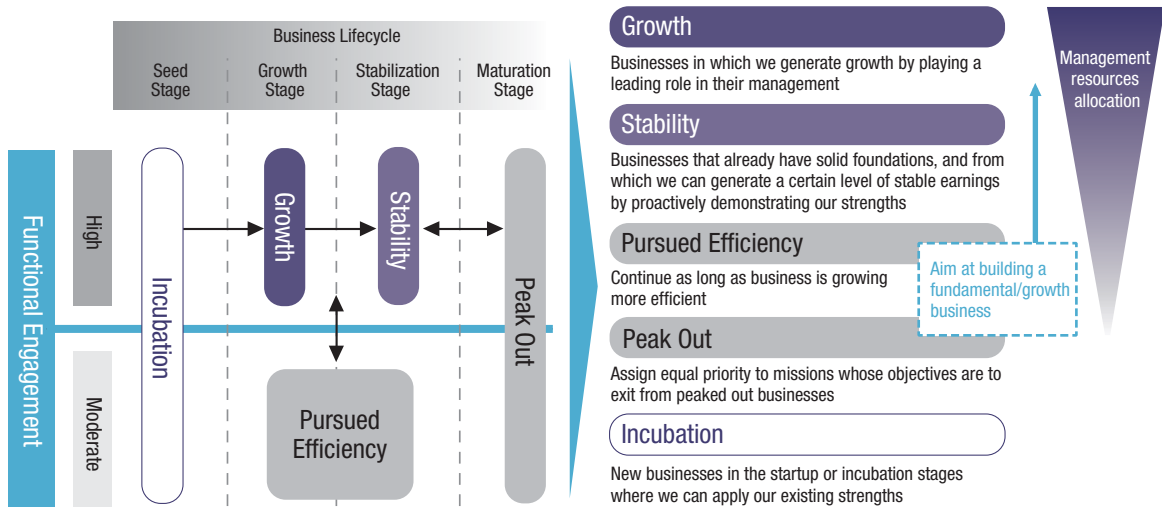 Business Lifecycle
Seed
Stage
Growth
Stage
Stabilization
Stage
Maturation
Stage
Functional Engagement
High
Moderate
Incubation
Growth
Stability
Peak Out
Pursued
Efficiency
Growth
Businesses in which we generate growth by playing a
leading role in their management
Stability
Businesses that already have solid foundations, and from
which we can generate a certain level of stable earnings
by proactively demonstrating our strengths
Pursued Efficiency
Continue as long as business is growing
more efficient
Peak Out
Assign equal priority to missions whose objectives are to
exit from peaked out businesses
Incubation
New businesses in the startup or incubation stages
where we can apply our existing strengths
Aim at building a
fundamental/growth
business
Management
resources
allocation